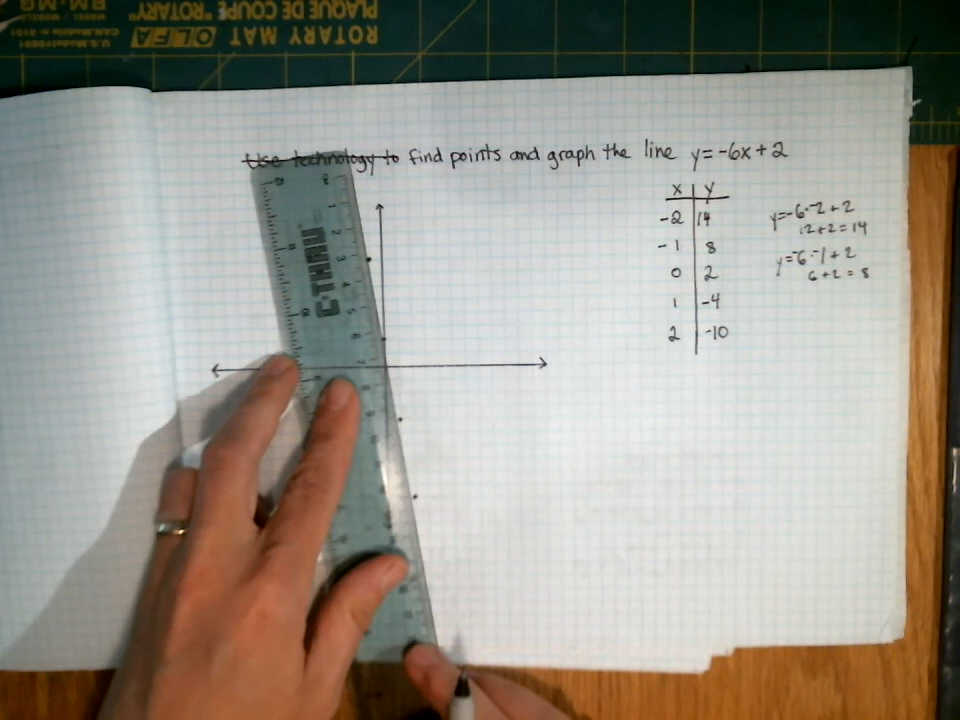 ROTARY MAT OLFA PLAQUE DE COUPE "ROTARY"
U.S. Model
Use technology to find points and graph the line y=-6x+2
x y
-2 14
-1 8
0 2
1 -4
2 -10
y=-6·-2+2
12+2=14
y=-6·-1+2
6+2=8
C-THRU